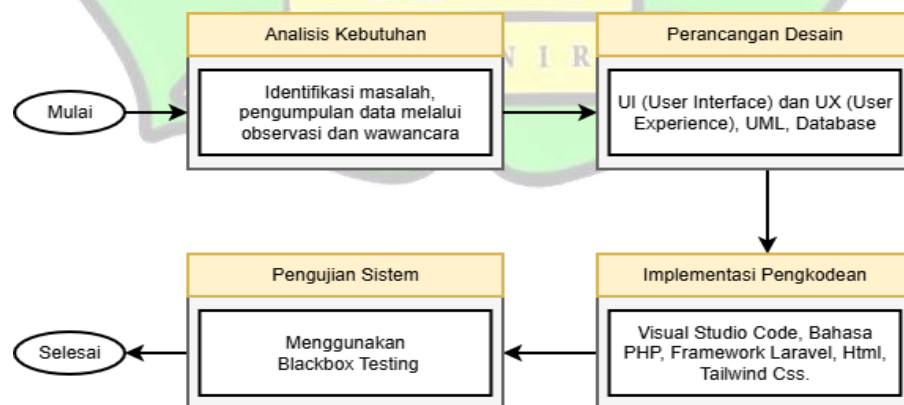 Analisis Kebutuhan
Perancangan Desain
N I R
Mulai
Identifikasi masalah,
pengumpulan data melalui
observasi dan wawancara
UI (User Interface) dan UX (User
Experience), UML, Database
Pengujian Sistem
Implementasi Pengkodean
Selesai
Menggunakan
Blackbox Testing
Visual Studio Code, Bahasa
PHP, Framework Laravel, Html,
Tailwind Css.